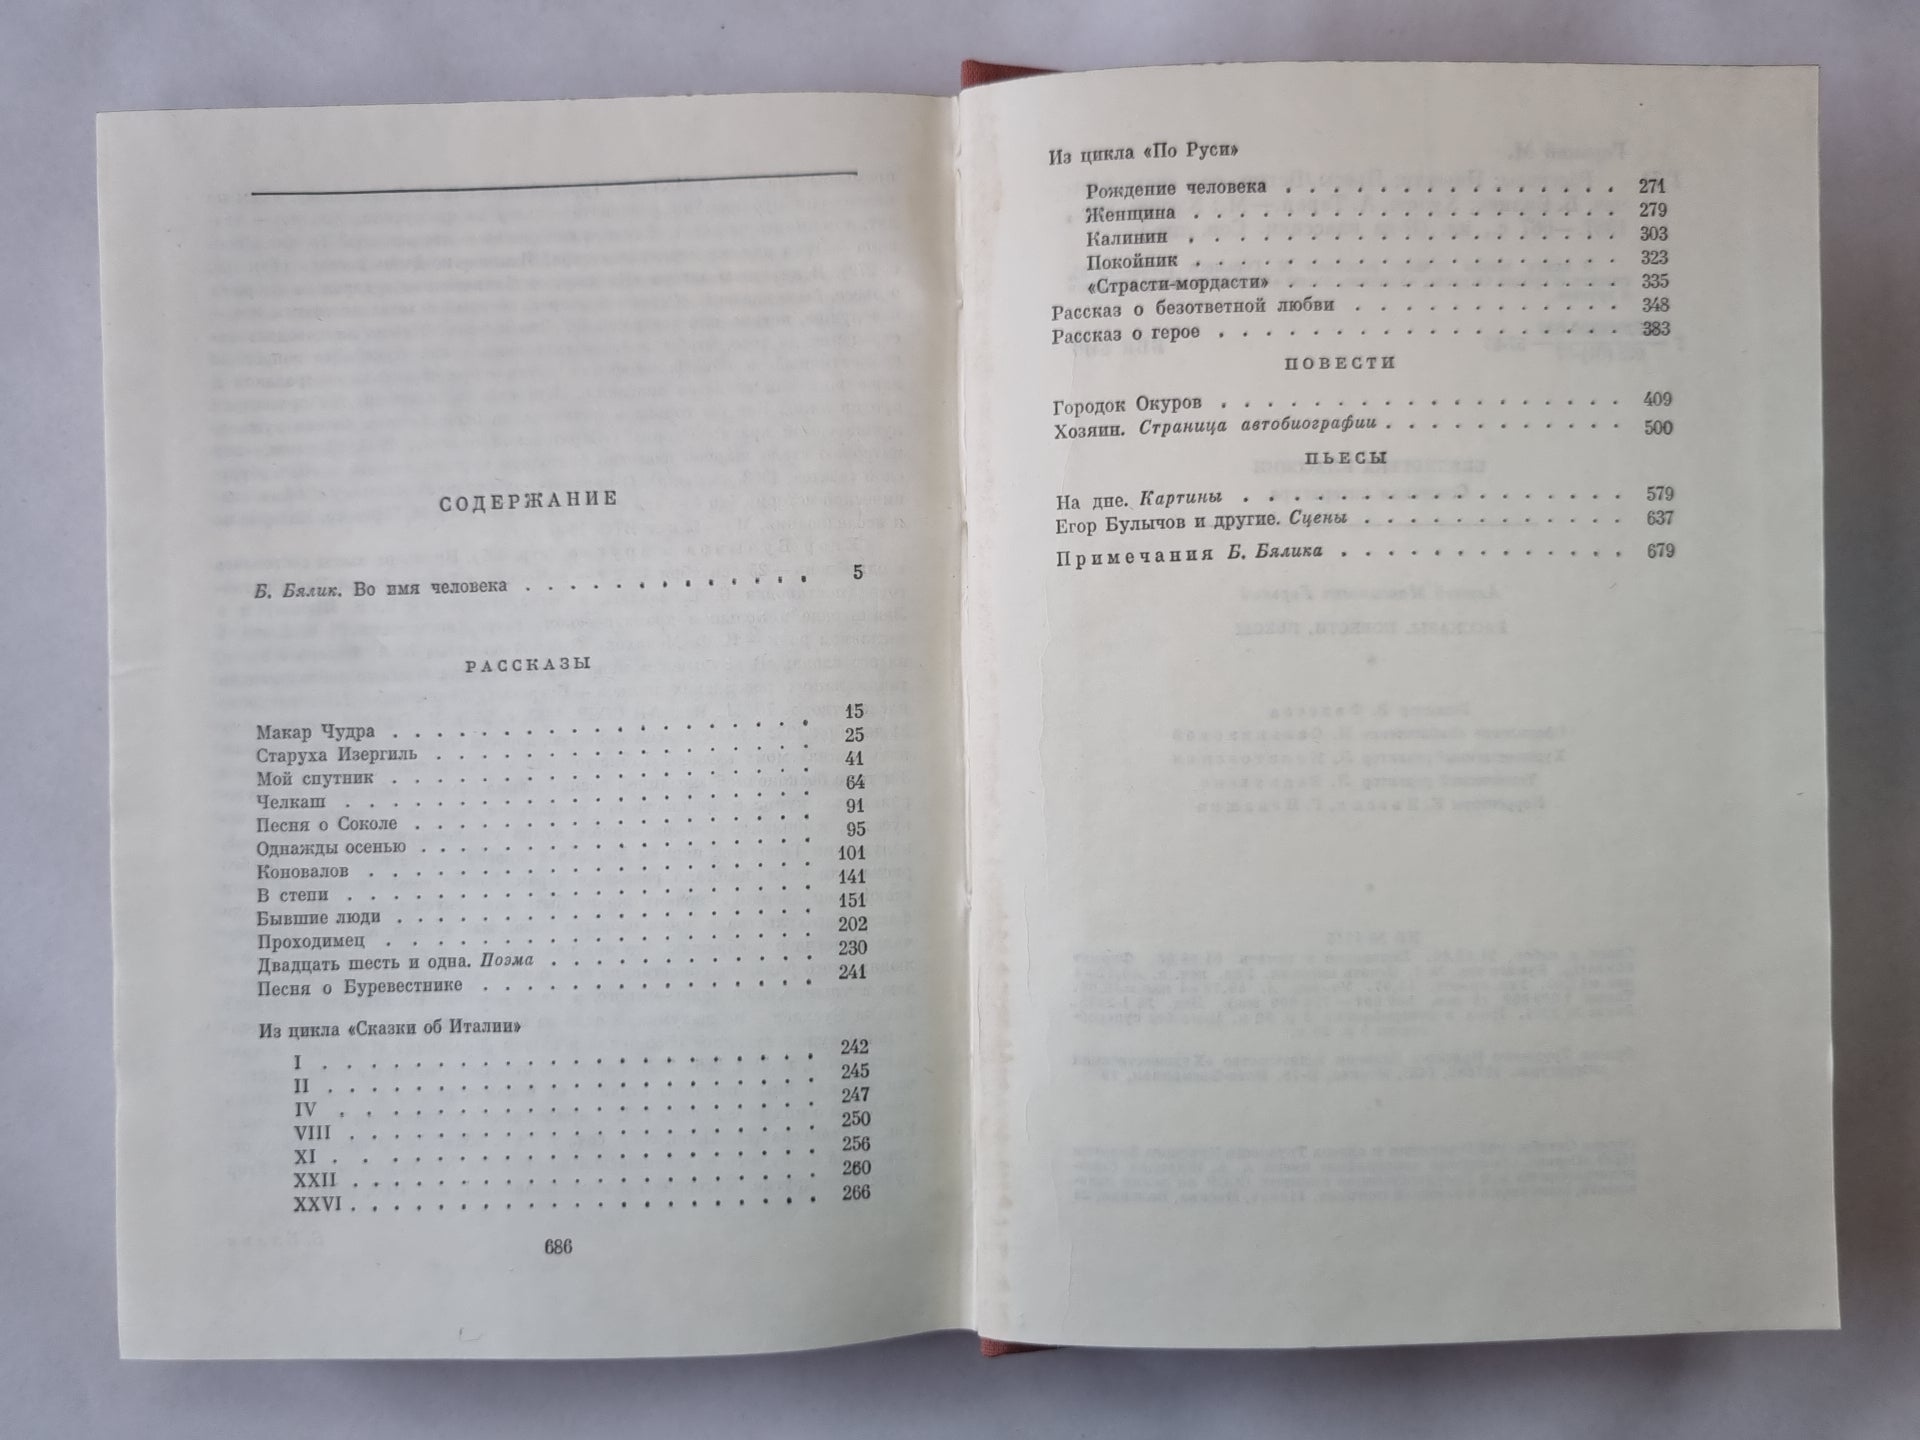 СОДЕРЖАНИЕ
Б. Бялик. Во имя человека . . . . . . . . . . . . . 5
РАССКАЗЫ
Макар Чудра . . . . . . . . . . . . . . . . 15
Старуха Изергиль . . . . . . . . . . . . . . 25
Мой спутник . . . . . . . . . . . . . . . . 41
Челкаш . . . . . . . . . . . . . . . . . . 64
Песня о Соколе . . . . . . . . . . . . . . . 91
Однажды осенью . . . . . . . . . . . . . . . 95
Коновалов . . . . . . . . . . . . . . . . . 101
В степи . . . . . . . . . . . . . . . . . . 141
Бывшие люди . . . . . . . . . . . . . . . . 151
Проходимец . . . . . . . . . . . . . . . . 202
Двадцать шесть и одна. Поэма . . . . . . . . . . 230
Песня о Буревестнике . . . . . . . . . . . . . 241
Из цикла «Сказки об Италии»
I . . . . . . . . . . . . . . . . . . . 242
II . . . . . . . . . . . . . . . . . . . 245
IV . . . . . . . . . . . . . . . . . . . 247
VIII . . . . . . . . . . . . . . . . . . 250
XI . . . . . . . . . . . . . . . . . . . 256
XXII . . . . . . . . . . . . . . . . . . 260
XXVI . . . . . . . . . . . . . . . . . . 266
686
Из цикла «По Руси»
Рождение человека . . . . . . . . . . . . . . 271
Женщина . . . . . . . . . . . . . . . . . 279
Калинин . . . . . . . . . . . . . . . . . 303
Покойник . . . . . . . . . . . . . . . . . 323
«Страсти-мордасти» . . . . . . . . . . . . . . 335
Рассказ о безответной любви . . . . . . . . . . . 348
Рассказ о герое . . . . . . . . . . . . . . . . 383
ПОВЕСТИ
Городок Окуров . . . . . . . . . . . . . . . . 409
Хозяин. Страница автобиографии . . . . . . . . . . 500
ПЬЕСЫ
На дне. Картины . . . . . . . . . . . . . . . 579
Егор Булычов и другие. Сцены . . . . . . . . . . . 637
Примечания Б. Бялика . . . . . . . . . . . . 679